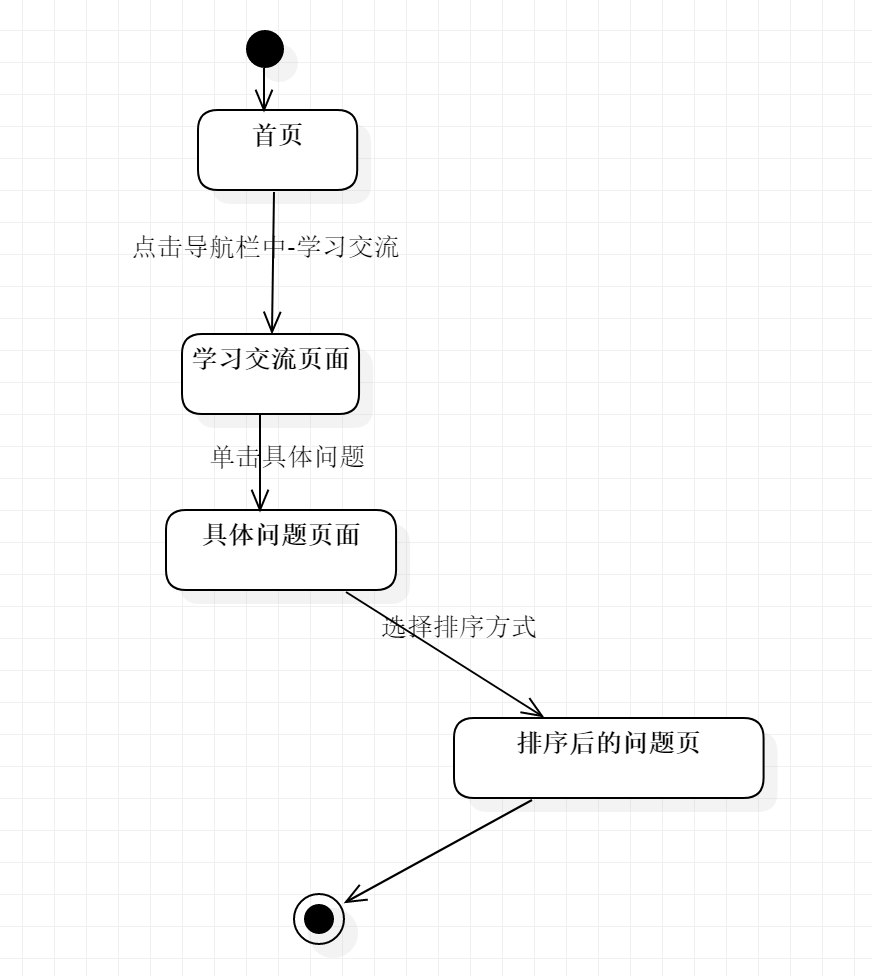 首页
点击导航栏中-学习交流
学习交流页面
单击具体问题
具体问题页面
选择排序方式
排序后的问题页